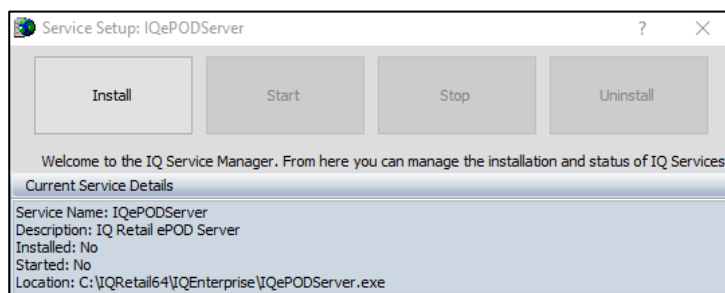 Service Setup: IQePODServer
Install Start Stop Uninstall
Welcome to the IQ Service Manager. From here you can manage the installation and status of IQ Services
Current Service Details
Service Name: IQePODServer
Description: IQ Retail ePOD Server
Installed: No
Started: No
Location: C:\IQRetail64\IQEnterprise\IQePODServer.exe